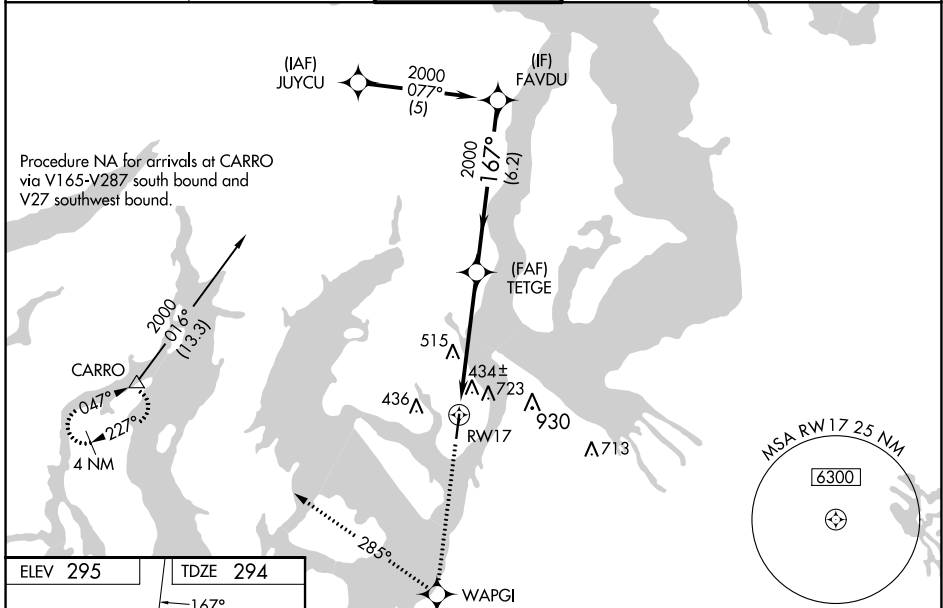 (IAF)
JUYCU
2000
077°
(5)
(IF)
FAVDU
2000
167°
(6.2)
Procedure NA for arrivals at CARRO
via V165-V287 south bound and
V27 southwest bound.
(FAF)
TETGE
2000
016°
(13.3)
CARRO
047°
227°
4 NM
515
434±
723
436
930
RW17
713
MSA RW17 25 NM
6300
285°
WAPGI
ELEV 295
TDZE 294
167°